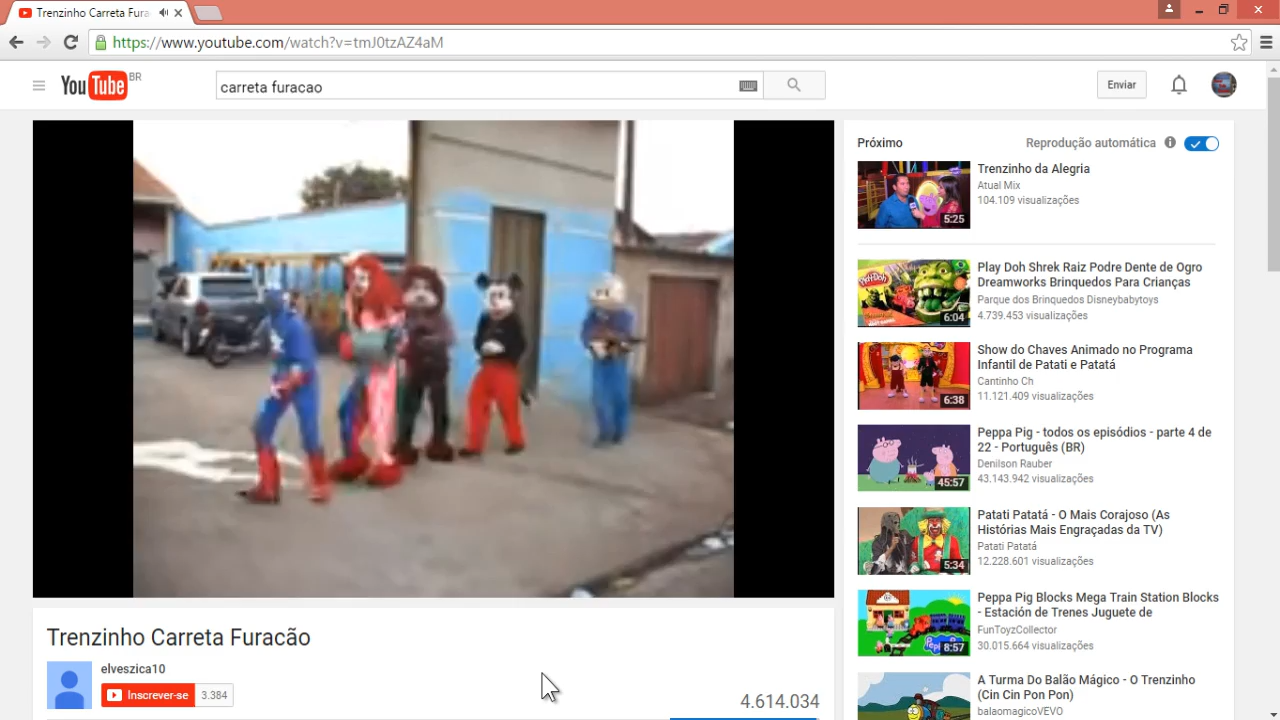 Trenzinho Carreta Fura
https://www.youtube.com/watch?v=tmJ0tzAZ4aM
YouTube BR
carreta furacao
Enviar
Próximo
Reprodução automática
Trenzinho da Alegria
Atual Mix
104.109 visualizações
5:25
Play Doh Shrek Raiz Podre Dente de Ogro
Dreamworks Brinquedos Para Crianças
Parque dos Brinquedos Disneybabytoys
4.739.453 visualizações
Play-Doh
6:04
Show do Chaves Animado no Programa
Infantil de Patati e Patatá
Cantinho Ch
11.121.409 visualizações
6:38
Peppa Pig - todos os episódios - parte 4 de
22 - Português (BR)
Denilson Rauber
43.143.942 visualizações
45:57
Patati Patatá - O Mais Corajoso (As
Histórias Mais Engraçadas da TV)
Patati Patatá
12.228.601 visualizações
5:34
Peppa Pig Blocks Mega Train Station Blocks
- Estación de Trenes Juguete de
FunToyzCollector
30.015.664 visualizações
8:57
A Turma Do Balão Mágico - O Trenzinho
(Cin Cin Pon Pon)
balaomagicoVEVO
Trenzinho Carreta Furacão
elveszica10
Inscrever-se
3.384
4.614.034